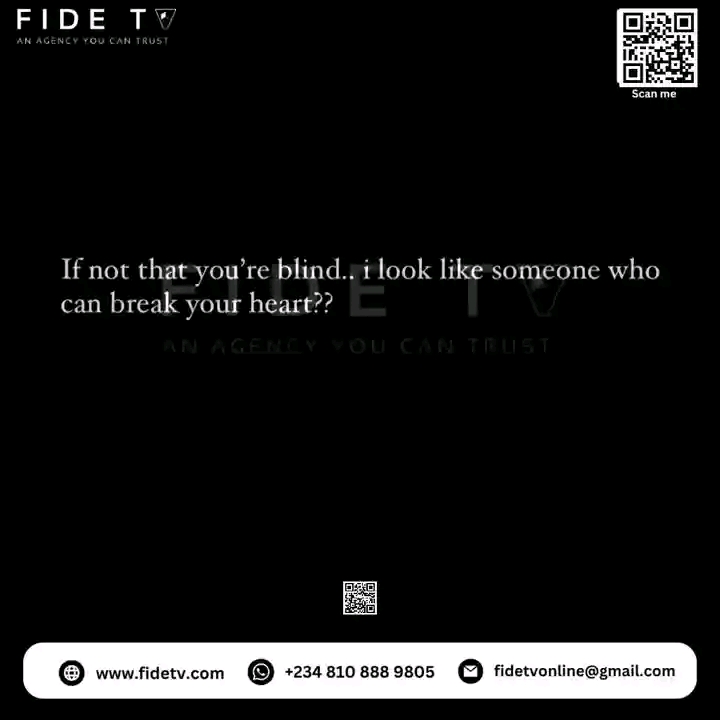 FIDE TV
AN AGENCY YOU CAN TRUST
Scan me
If not that you're blind.. i look like someone who
can break your heart??
FIDE TV
AN AGENCY YOU CAN TRUST
www.fidetv.com
+234 810 888 9805
fidetvonline@gmail.com